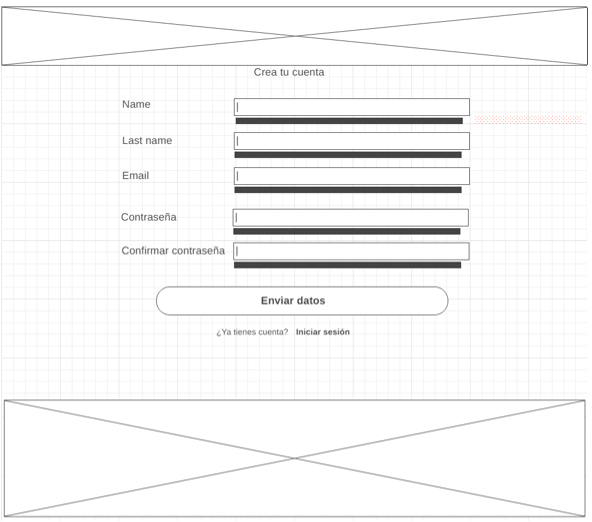 Crea tu cuenta
Name
Last name
Email
Contraseña
Confirmar contraseña
Enviar datos
¿Ya tienes cuenta? Iniciar sesión